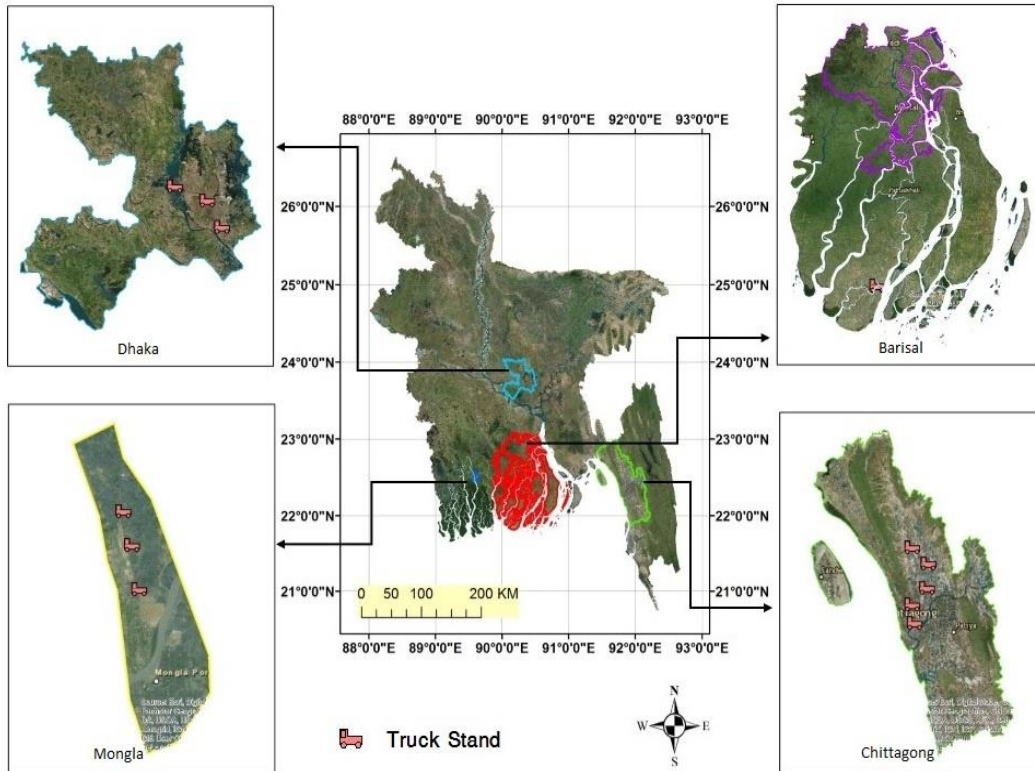 Dhaka
Mongla Por
Mongla
88°0'0"E 89°0'0"E 90°0'0"E 91°0'0"E 92°0'0"E 93°0'0"E
26°0'0"N 26°0'0"N
25°0'0"N 25°0'0"N
24°0'0"N 24°0'0"N
23°0'0"N 23°0'0"N
22°0'0"N 22°0'0"N
21°0'0"N 21°0'0"N
0 50 100 200 KM
88°0'0"E 89°0'0"E 90°0'0"E 91°0'0"E 92°0'0"E 93°0'0"E
Truck Stand
N
W E
S
Barisal
Chittagong